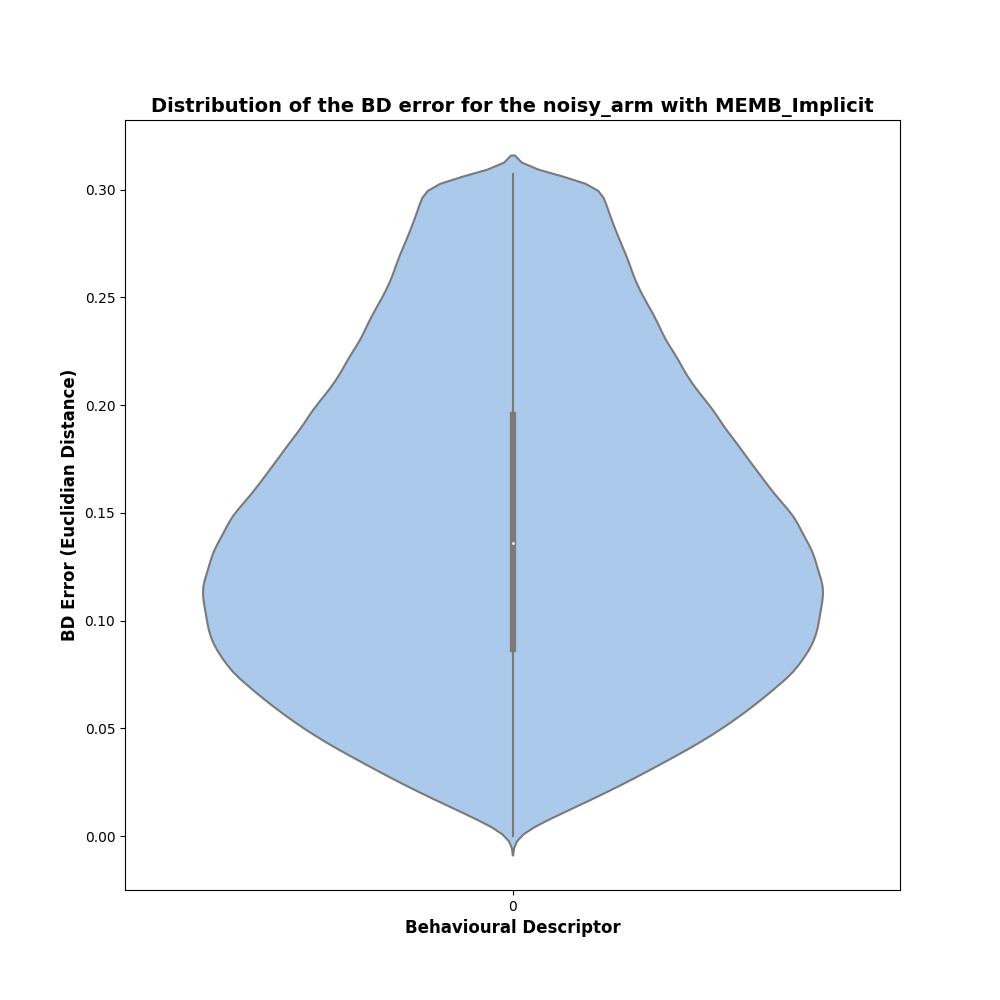 Distribution of the BD error for the noisy_arm with MEMB_Implicit
0.30
0.25
0.20
0.15
0.10
0.05
0.00
BD Error (Euclidian Distance)
0
Behavioural Descriptor